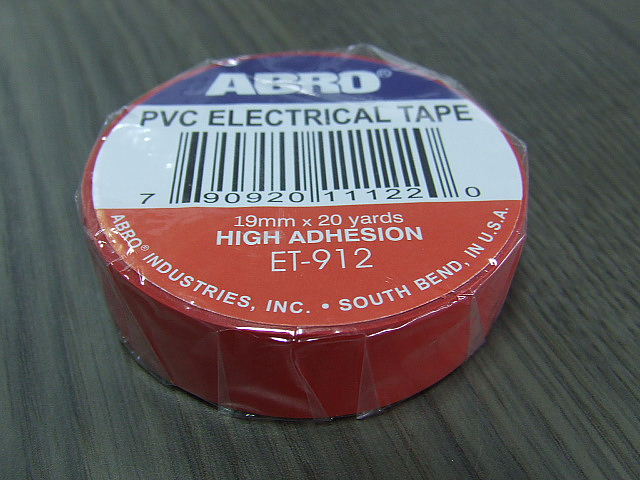 ABRO®
PVC ELECTRICAL TAPE
7 90920 11122 0
19mm x 20 yards
HIGH ADHESION
ET-912
ABRO® INDUSTRIES, INC. • SOUTH BEND, IN U.S.A.